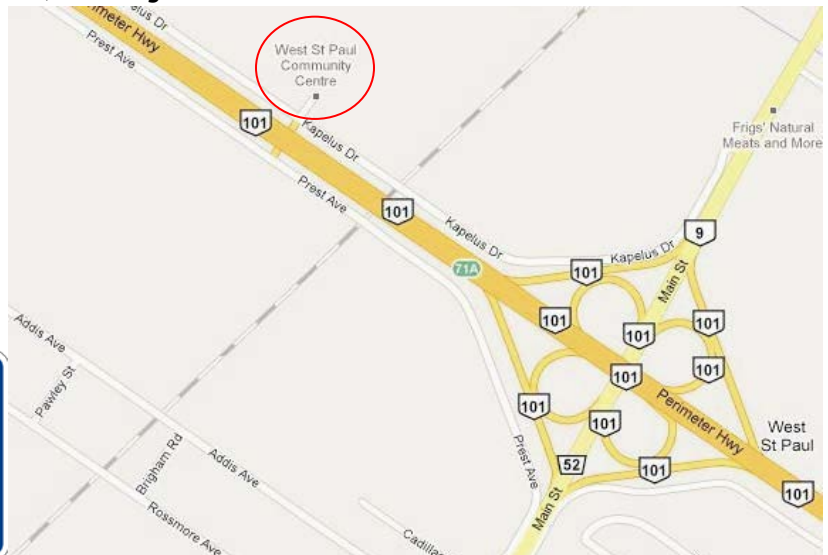 Kapelus Dr
Perimeter Hwy
Prest Ave
West St Paul
Community
Centre
101
Kapelus Dr
Frigs' Natural
Meats and More
Prest Ave
101
Kapelus Dr
9
Kapelus Dr
71A
101
Main St
101
101
101
Addis Ave
101
101
Pawley St
101
101
Perimeter Hwy
West
St Paul
Prest Ave
Brigham Rd
Addis Ave
52
101
101
Main St
Rossmore Ave